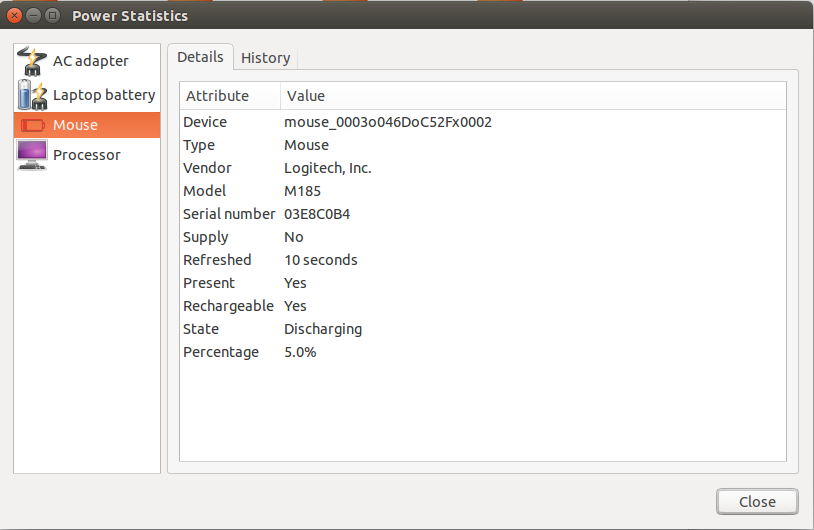 Power Statistics
AC adapter
Laptop battery
Mouse
Processor
Details History
Attribute Value
Device mouse_0003o046DoC52Fx0002
Type Mouse
Vendor Logitech, Inc.
Model M185
Serial number 03E8C0B4
Supply No
Refreshed 10 seconds
Present Yes
Rechargeable Yes
State Discharging
Percentage 5.0%
Close